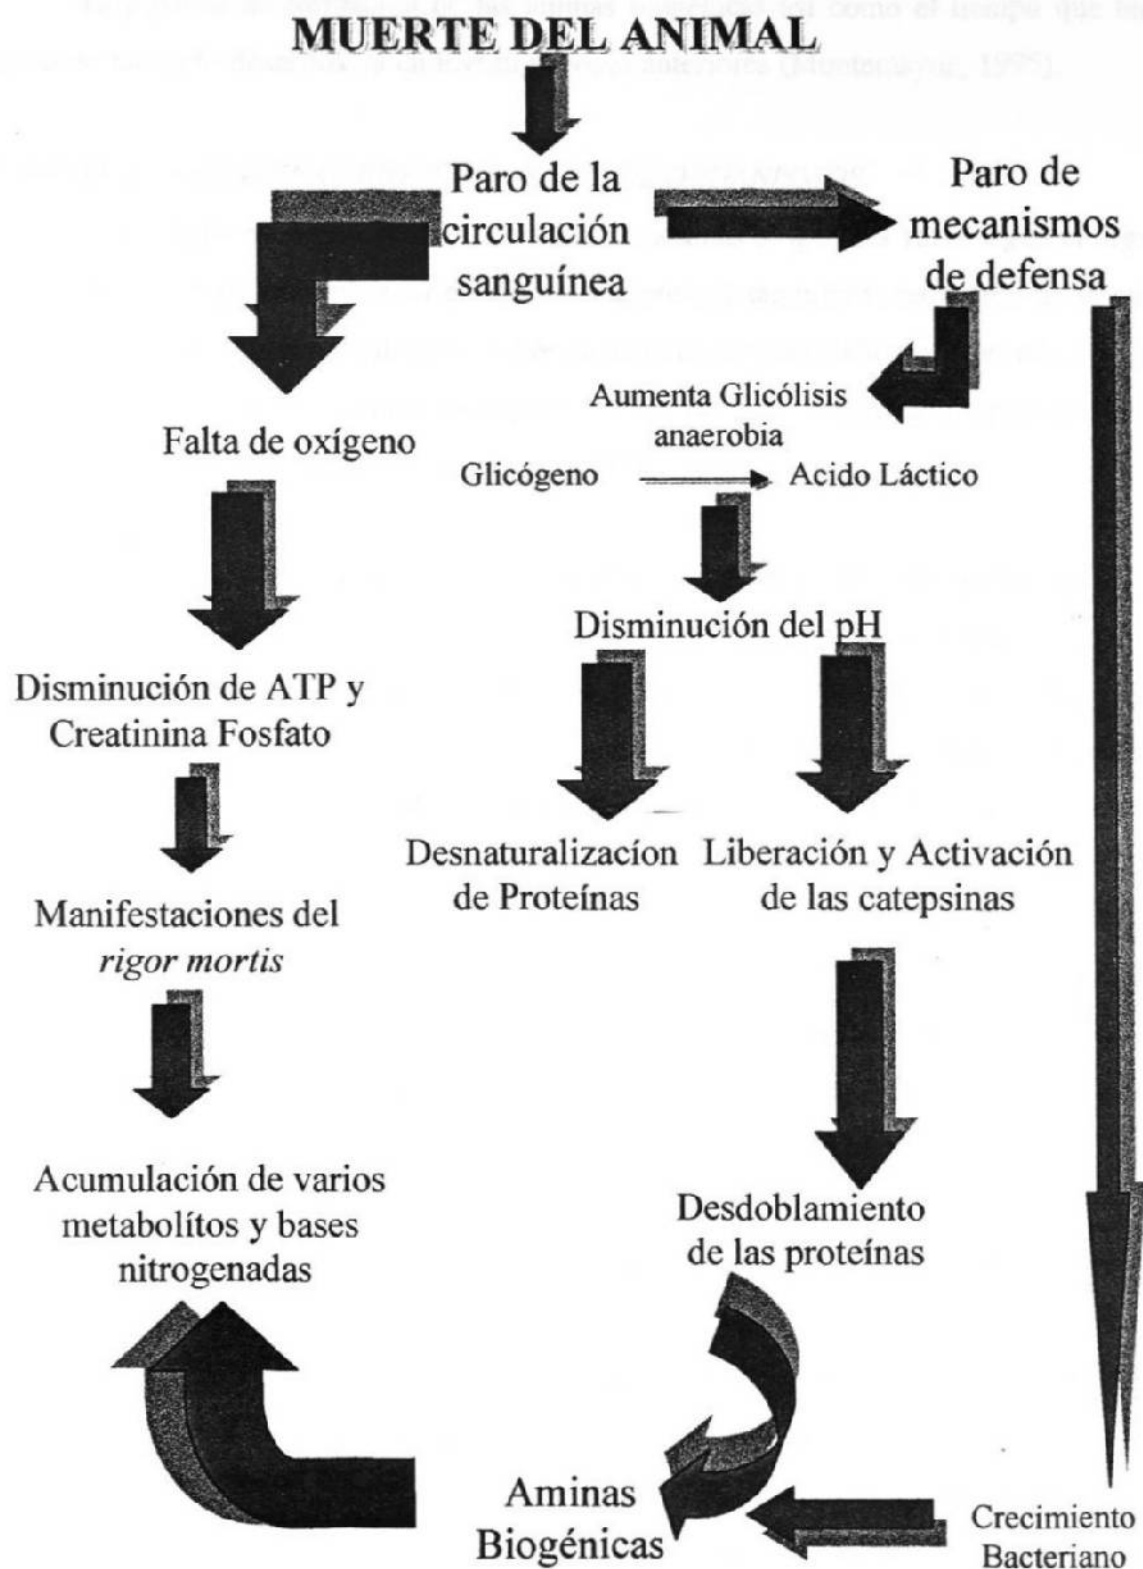 MUERTE DEL ANIMAL
Paro de la
circulación
sanguínea
Paro de
mecanismos
de defensa
Aumenta Glicólisis
anaerobia
Falta de oxígeno
Glicógeno
Acido Láctico
Disminución del pH
Disminución de ATP y
Creatinina Fosfato
Desnaturalizacíon
de Proteínas
Liberación y Activación
de las catepsinas
Manifestaciones del
rigor mortis
Acumulación de varios
metabolítos y bases
nitrogenadas
Desdoblamiento
de las proteínas
Aminas
Biogénicas
Crecimiento
Bacteriano